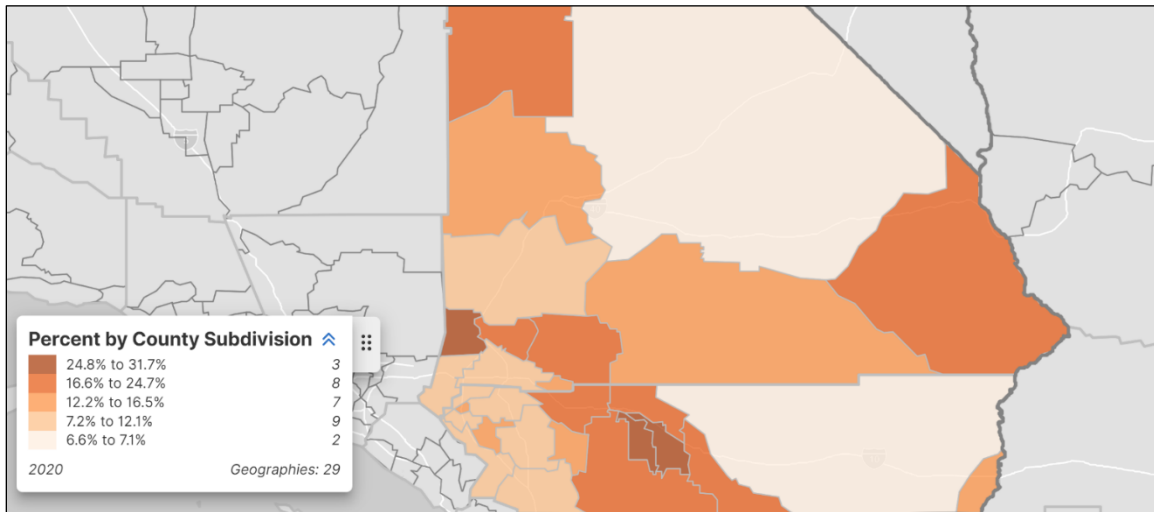 Percent by County Subdivision
24.8% to 31.7% 3
16.6% to 24.7% 8
12.2% to 16.5% 7
7.2% to 12.1% 9
6.6% to 7.1% 2
2020 Geographies: 29